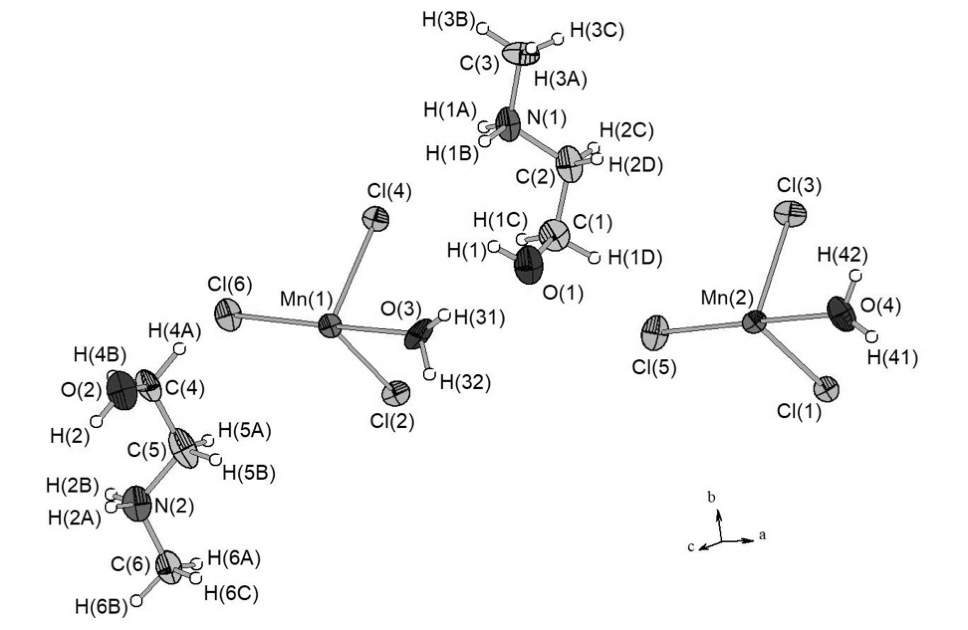 H(3B)
H(3C)
C(3)
H(3A)
H(1A)
N(1)
H(2C)
H(1B)
H(2D)
C(2)
Cl(4)
Cl(3)
H(1C)
C(1)
H(1)
H(1D)
H(42)
Cl(6)
O(1)
Mn(1)
Mn(2)
O(3)
O(4)
H(31)
H(4A)
H(41)
H(4B)
Cl(5)
O(2)
C(4)
H(32)
Cl(1)
Cl(2)
H(2)
H(5A)
C(5)
H(5B)
H(2B)
N(2)
H(2A)
b
a
c
C(6)
H(6A)
H(6C)
H(6B)